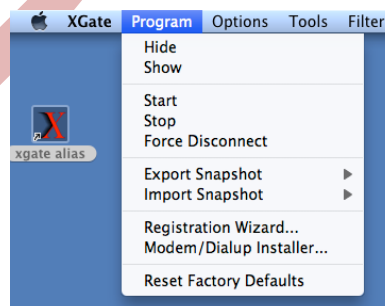 XGate Program Options Tools Filter
Hide
Show
Start
Stop
Force Disconnect
xgate alias
Export Snapshot
Import Snapshot
Registration Wizard...
Modem/Dialup Installer...
Reset Factory Defaults